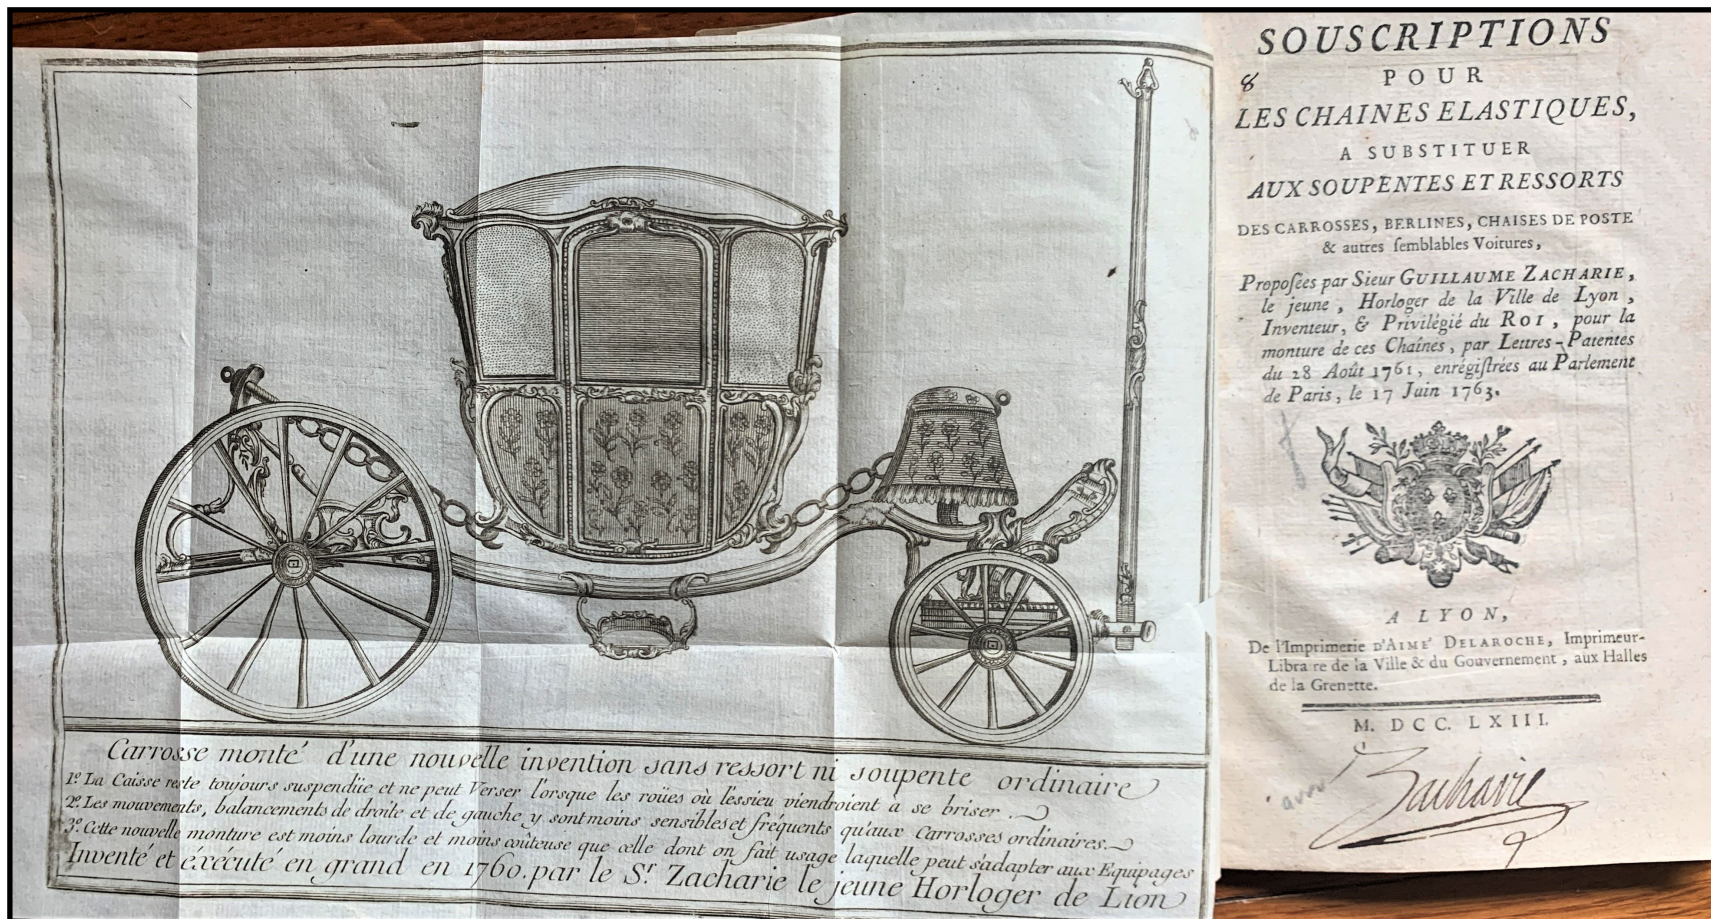 Carrosse monté d'une nouvelle invention sans ressort ni soupente ordinaire
1.º La Caisse reste toujours suspendüe et ne peut Verser lorsque les roües où l'essieu viendroient à se briser.
2.º Les mouvements, balancements de droite et de gauche y sont moins sensibles et fréquents qu'aux Carrosses ordinaires.
3.º Cette nouvelle monture est moins lourde et moins coûteuse que celle dont on fait usage laquelle peut s'adapter aux Equipages
Inventé et éxécuté en grand en 1760. par le S.r Zacharie le jeune Horloger de Lion
SOUSCRIPTIONS
8
POUR
LES CHAINES ELASTIQUES,
A SUBSTITUER
AUX SOUPENTES ET RESSORTS
DES CARROSSES, BERLINES, CHAISES DE POSTE
& autres ſemblables Voitures,
Propoſées par Sieur GUILLAUME ZACHARIE,
le jeune, Horloger de la Ville de Lyon,
Inventeur, & Privilégié du ROI, pour la
monture de ces Chaînes, par Lettres-Patentes
du 28 Août 1761, enrégiſtrées au Parlement
de Paris, le 17 Juin 1763.
A LYON,
De l'Imprimerie D'AIMÉ DELAROCHE, Imprimeur-
Libraire de la Ville & du Gouvernement, aux Halles
de la Grenette.
M. DCC. LXIII.
Zacharie